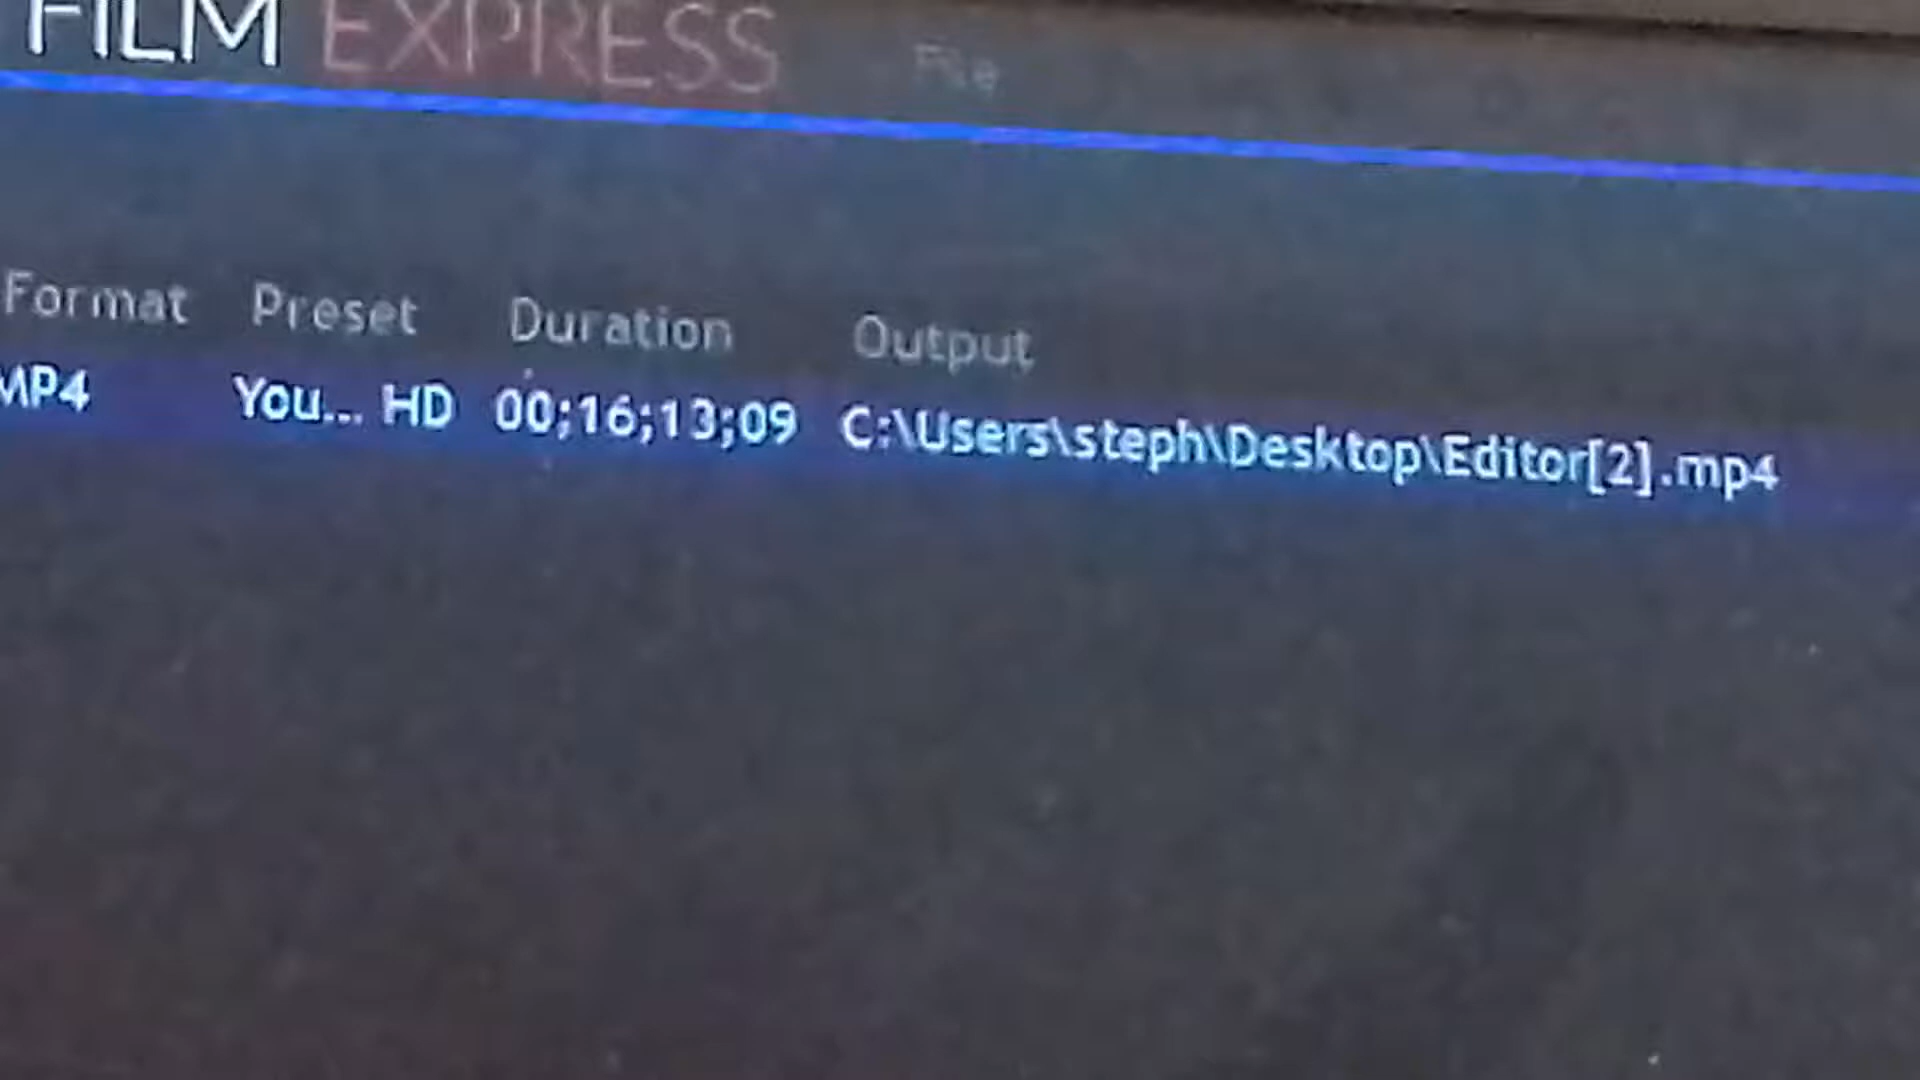 FILM EXPRESS File
Format Preset Duration Output
MP4 You... HD 00;16;13;09 C:\Users\steph\Desktop\Editor[2].mp4